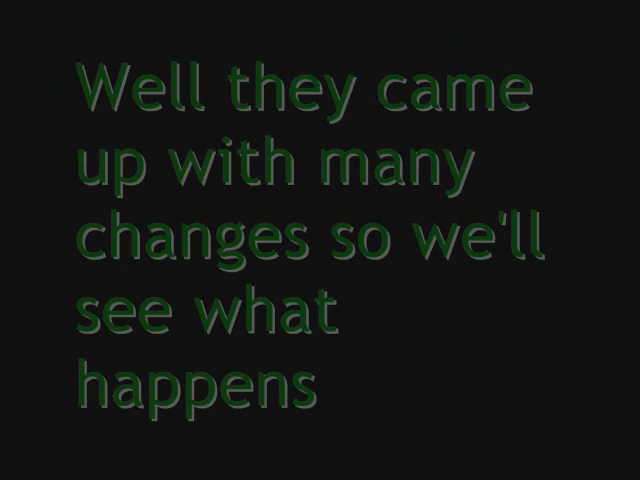 Well they came
up with many
changes so we'll
see what
happens